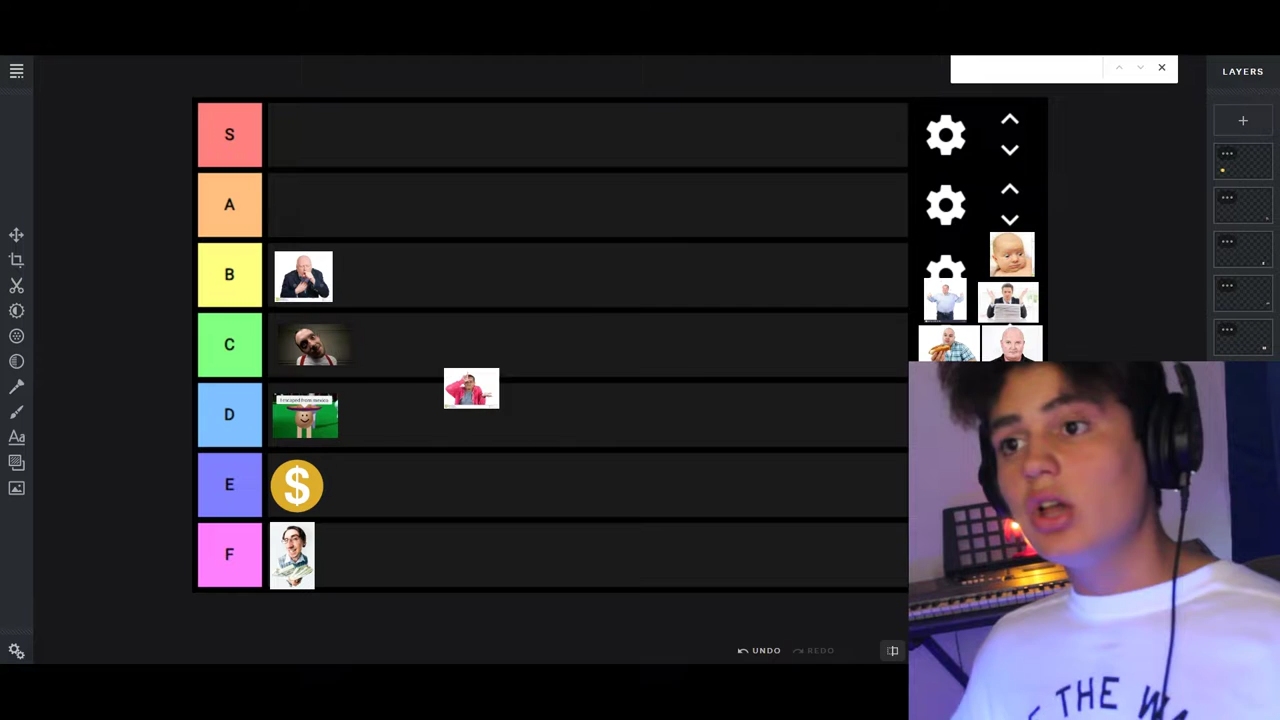 LAYERS
S
A
B
C
I escaped from mexico
D
$
E
F
UNDO
REDO
THE